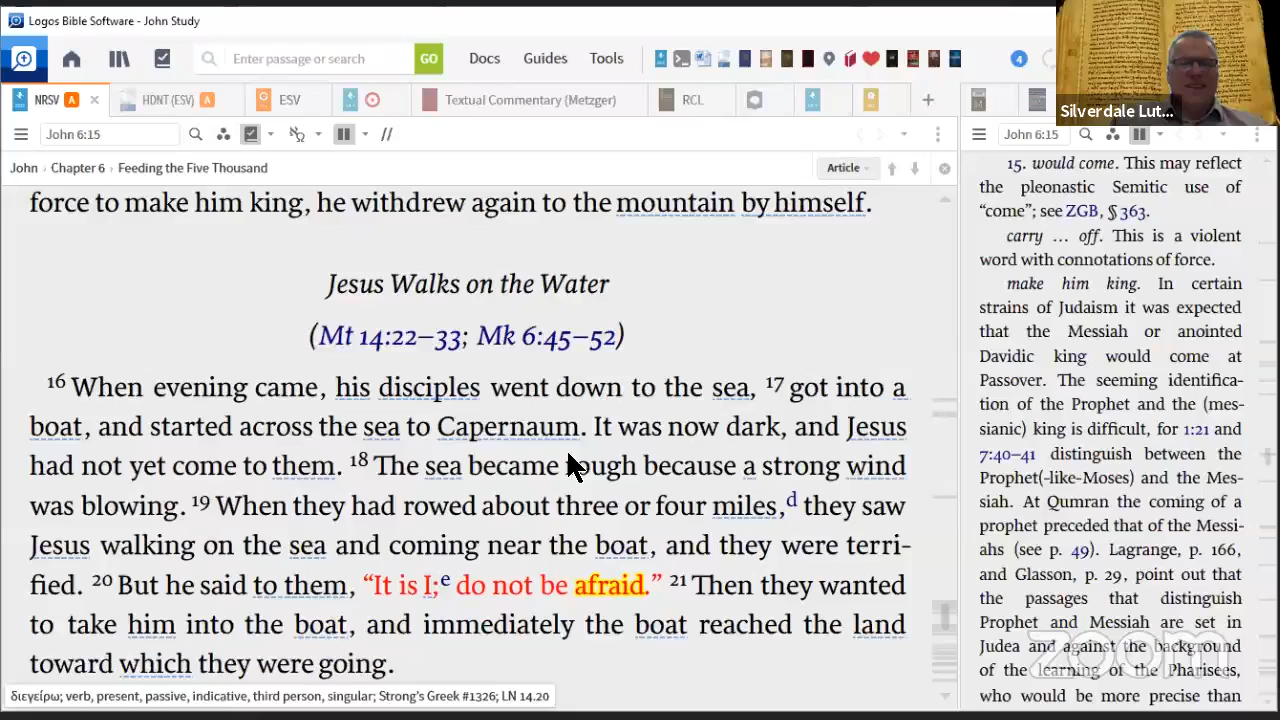 Logos Bible Software - John Study
Enter passage or search
GO
Docs
Guides
Tools
4
NRSV A
HDNT (ESV) A
ESV
Textual Commentary (Metzger)
RCL
Silverdale Lut...
John 6:15
//
John › Chapter 6 › Feeding the Five Thousand
Article
force to make him king, he withdrew again to the mountain by himself.
Jesus Walks on the Water
(Mt 14:22–33; Mk 6:45–52)
16 When evening came, his disciples went down to the sea, 17 got into a
boat, and started across the sea to Capernaum. It was now dark, and Jesus
had not yet come to them. 18 The sea became rough because a strong wind
was blowing. 19 When they had rowed about three or four miles,d they saw
Jesus walking on the sea and coming near the boat, and they were terri-
fied. 20 But he said to them, “It is I;e do not be afraid.” 21 Then they wanted
to take him into the boat, and immediately the boat reached the land
toward which they were going.
διεγείρω; verb, present, passive, indicative, third person, singular; Strong's Greek #1326; LN 14.20
John 6:15
15. would come. This may reflect
the pleonastic Semitic use of
“come”; see ZGB, § 363.
carry … off. This is a violent
word with connotations of force.
make him king. In certain
strains of Judaism it was expected
that the Messiah or anointed
Davidic king would come at
Passover. The seeming identifica-
tion of the Prophet and the (mes-
sianic) king is difficult, for 1:21 and
7:40–41 distinguish between the
Prophet(-like-Moses) and the Mes-
siah. At Qumran the coming of a
prophet preceded that of the Messi-
ahs (see p. 49). Lagrange, p. 166,
and Glasson, p. 29, point out that
the passages that distinguish
Prophet and Messiah are set in
Judea and against the background
of the learning of the Pharisees,
who would be more precise than
zoom